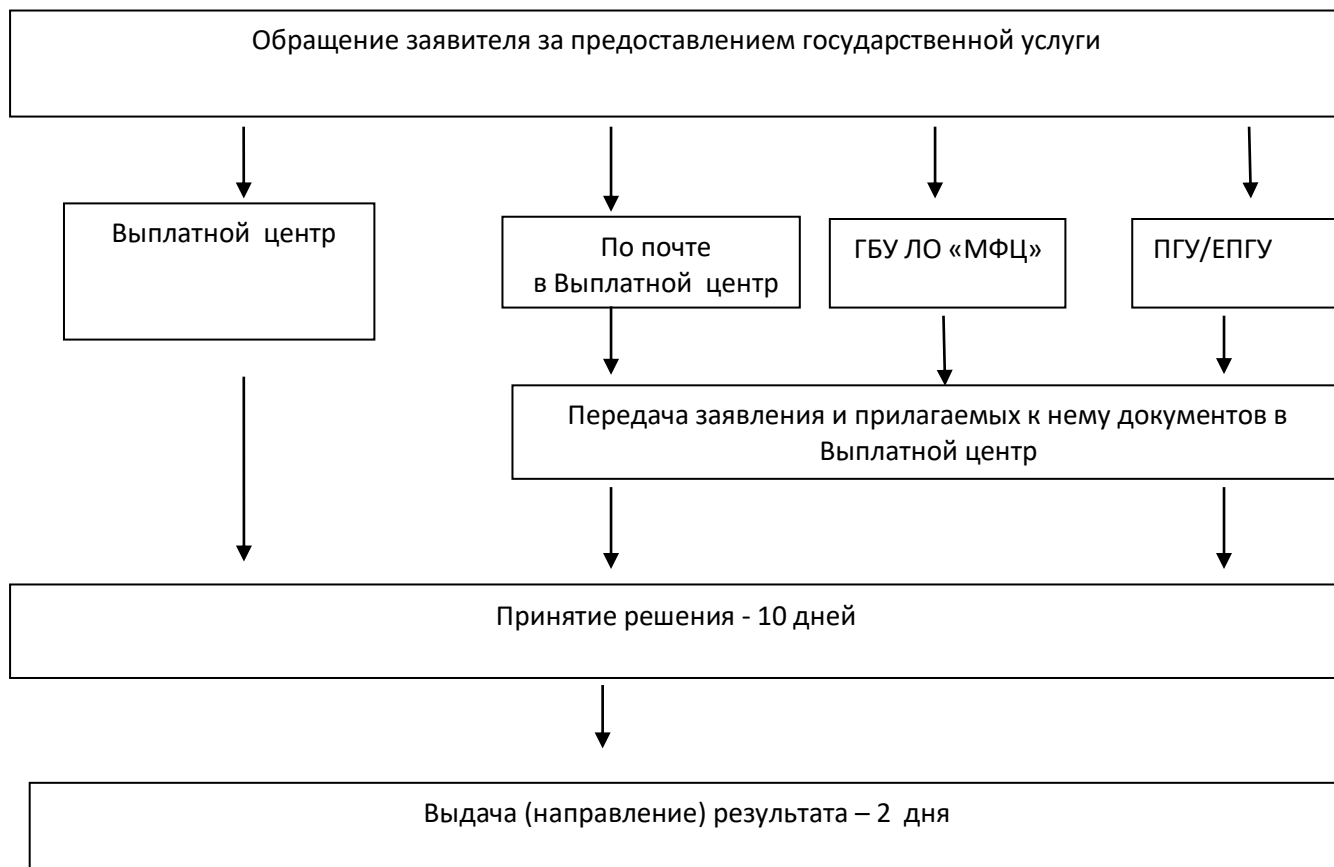 Обращение заявителя за предоставлением государственной услуги
Выплатной центр
По почте
в Выплатной центр
ГБУ ЛО «МФЦ»
ПГУ/ЕПГУ
Передача заявления и прилагаемых к нему документов в
Выплатной центр
Принятие решения - 10 дней
Выдача (направление) результата – 2 дня